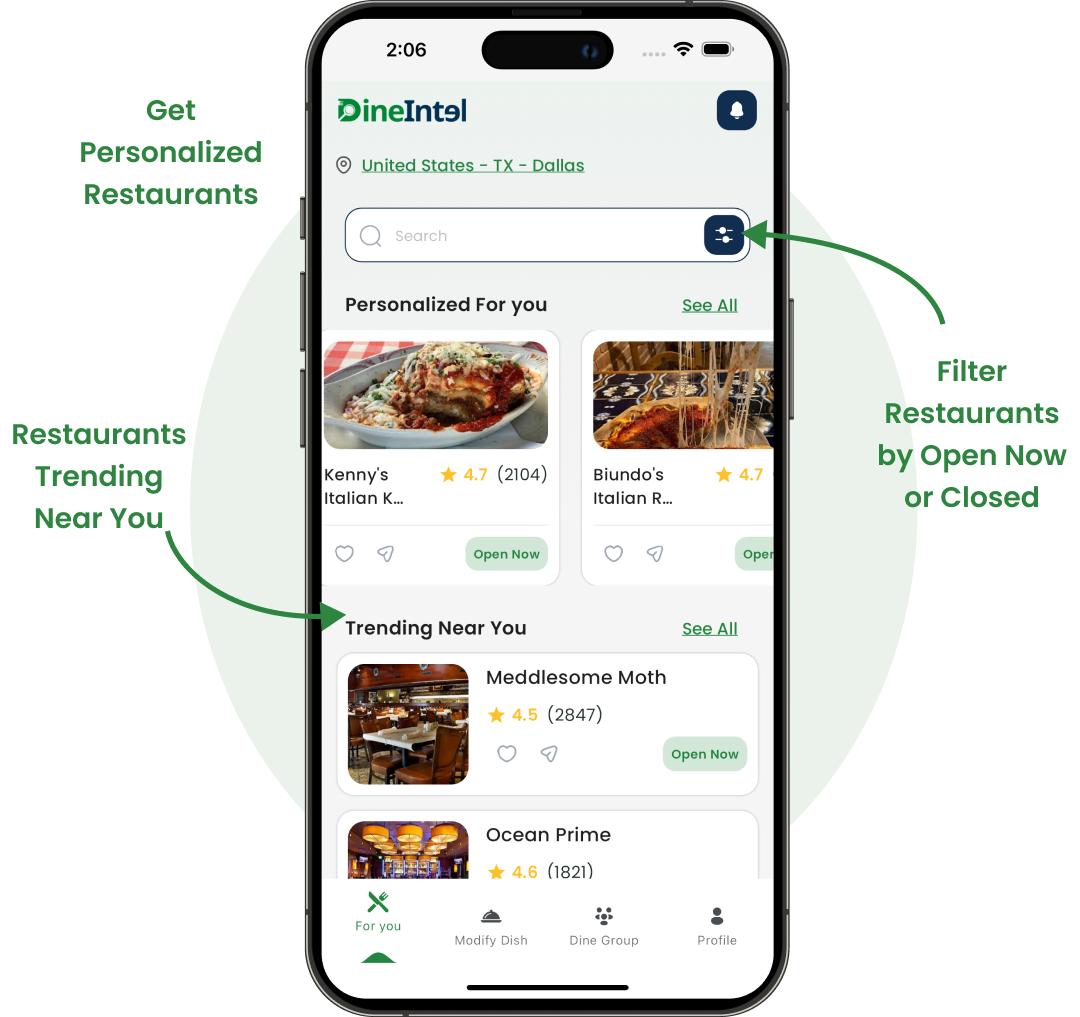 Get
Personalized
Restaurants
Restaurants
Trending
Near You
Filter
Restaurants
by Open Now
or Closed
2:06
DineIntel
United States - TX - Dallas
Search
Personalized For you
See All
Kenny's
Italian K...
4.7 (2104)
Open Now
Biundo's
Italian R...
4.7
Oper
Trending Near You
See All
Meddlesome Moth
4.5 (2847)
Open Now
Ocean Prime
4.6 (1821)
For you
Modify Dish
Dine Group
Profile